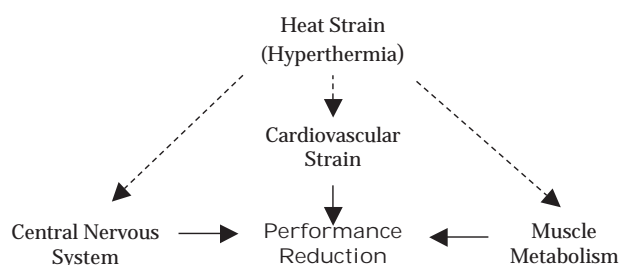 Heat Strain
(Hyperthermia)
Cardiovascular
Strain
Central Nervous
System
Performance
Reduction
Muscle
Metabolism